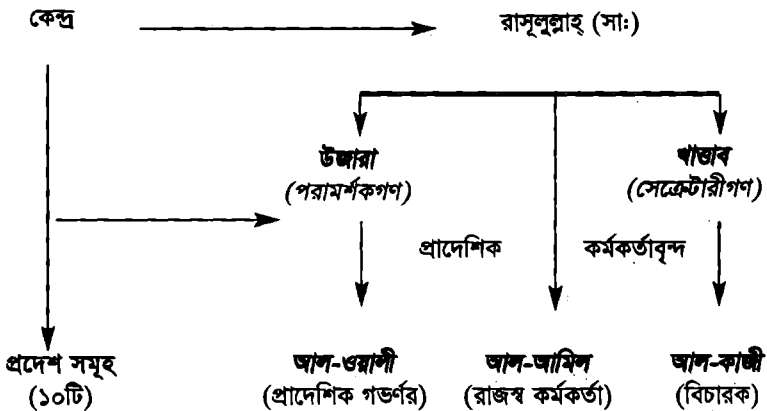 কেন্দ্র রাসূলুল্লাহ্ (সাঃ)
উজারা খাত্তাব
(পরামর্শকগণ) (সেক্রেটারীগণ)
প্রাদেশিক কর্মকর্তাবৃন্দ
প্রদেশ সমূহ আল-ওয়ালী আল-আমিল আল-কাজী
(১০টি) (প্রাদেশিক গভর্ণর) (রাজস্ব কর্মকর্তা) (বিচারক)